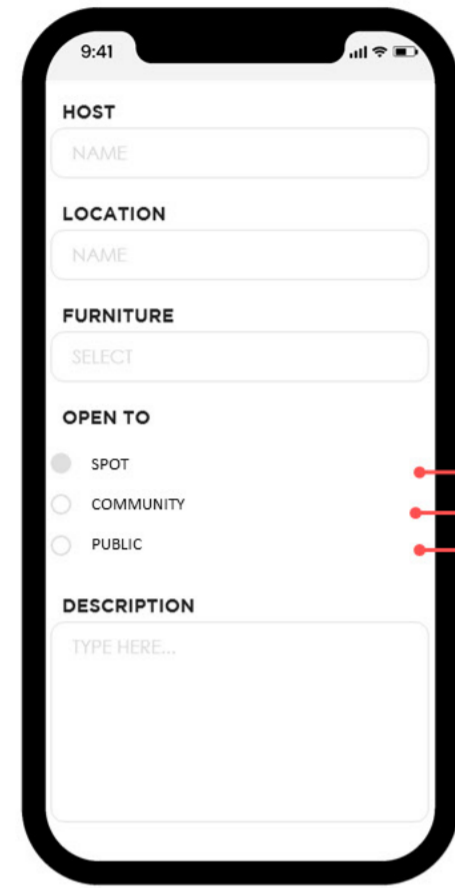 9:41
HOST
NAME
LOCATION
NAME
FURNITURE
SELECT
OPEN TO
SPOT
COMMUNITY
PUBLIC
DESCRIPTION
TYPE HERE...